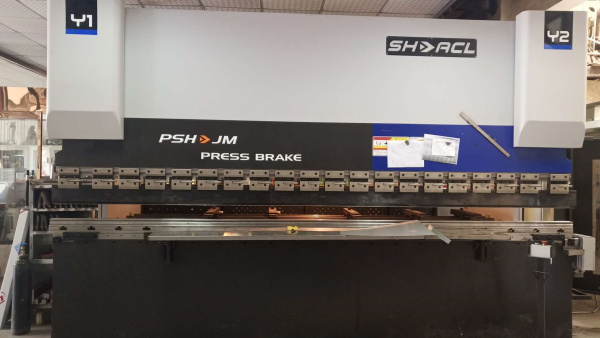 Y1
Y2
SH>ACL
PSH>JM
PRESS BRAKE